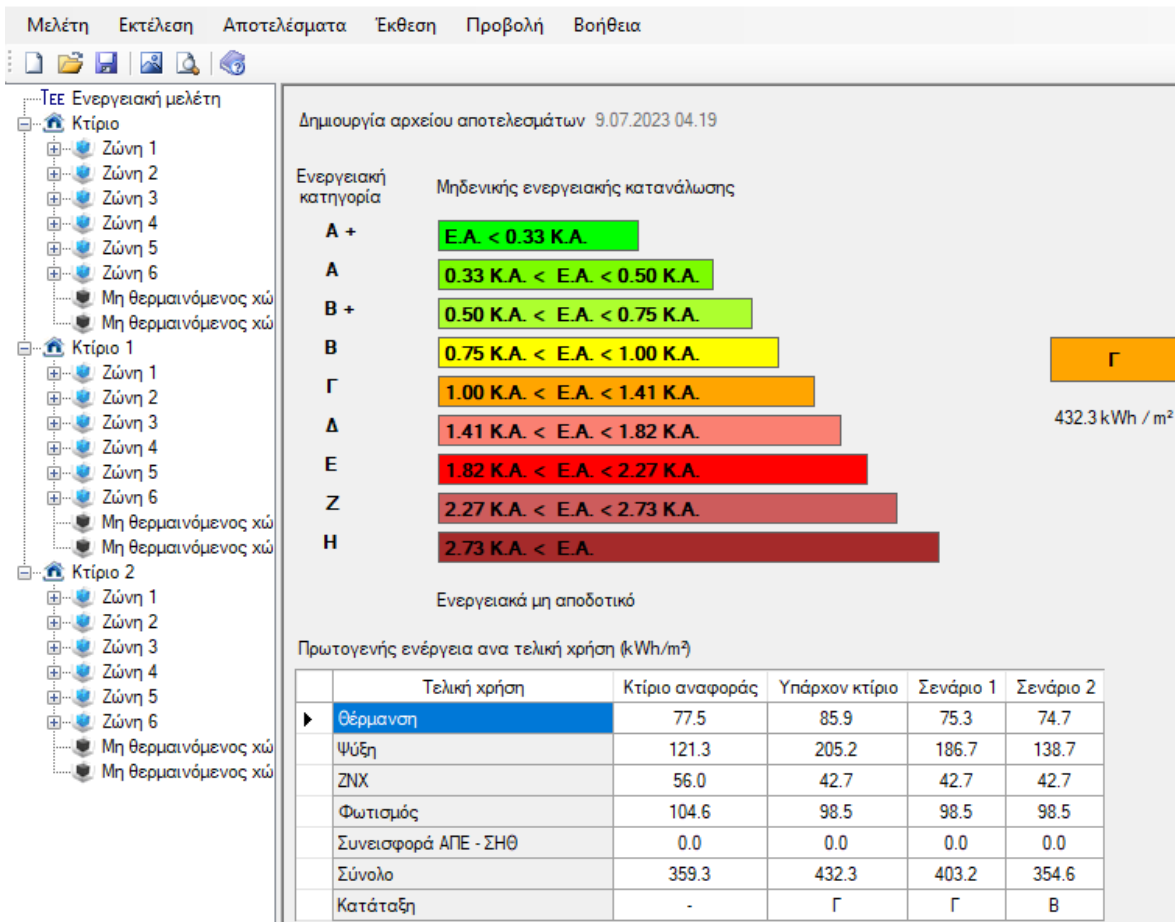 Μελέτη Εκτέλεση Αποτελέσματα Έκθεση Προβολή Βοήθεια
ΤΕΕ Ενεργειακή μελέτη
Κτίριο
Ζώνη 1
Ζώνη 2
Ζώνη 3
Ζώνη 4
Ζώνη 5
Ζώνη 6
Μη θερμαινόμενος χώ
Μη θερμαινόμενος χώ
Κτίριο 1
Ζώνη 1
Ζώνη 2
Ζώνη 3
Ζώνη 4
Ζώνη 5
Ζώνη 6
Μη θερμαινόμενος χώ
Μη θερμαινόμενος χώ
Κτίριο 2
Ζώνη 1
Ζώνη 2
Ζώνη 3
Ζώνη 4
Ζώνη 5
Ζώνη 6
Μη θερμαινόμενος χώ
Μη θερμαινόμενος χώ
Δημιουργία αρχείου αποτελεσμάτων 9.07.2023 04.19
Ενεργειακή
κατηγορία
Μηδενικής ενεργειακής κατανάλωσης
Α + Ε.Α. < 0.33 Κ.Α.
Α 0.33 Κ.Α. < Ε.Α. < 0.50 Κ.Α.
Β + 0.50 Κ.Α. < Ε.Α. < 0.75 Κ.Α.
Β 0.75 Κ.Α. < Ε.Α. < 1.00 Κ.Α.
Γ 1.00 Κ.Α. < Ε.Α. < 1.41 Κ.Α.
Δ 1.41 Κ.Α. < Ε.Α. < 1.82 Κ.Α.
Ε 1.82 Κ.Α. < Ε.Α. < 2.27 Κ.Α.
Ζ 2.27 Κ.Α. < Ε.Α. < 2.73 Κ.Α.
Η 2.73 Κ.Α. < Ε.Α.
Γ
432.3 kWh / m²
Ενεργειακά μη αποδοτικό
Πρωτογενής ενέργεια ανα τελική χρήση (kWh/m²)
Τελική χρήση Κτίριο αναφοράς Υπάρχον κτίριο Σενάριο 1 Σενάριο 2
Θέρμανση 77.5 85.9 75.3 74.7
Ψύξη 121.3 205.2 186.7 138.7
ΖΝΧ 56.0 42.7 42.7 42.7
Φωτισμός 104.6 98.5 98.5 98.5
Συνεισφορά ΑΠΕ - ΣΗΘ 0.0 0.0 0.0 0.0
Σύνολο 359.3 432.3 403.2 354.6
Κατάταξη - Γ Γ Β